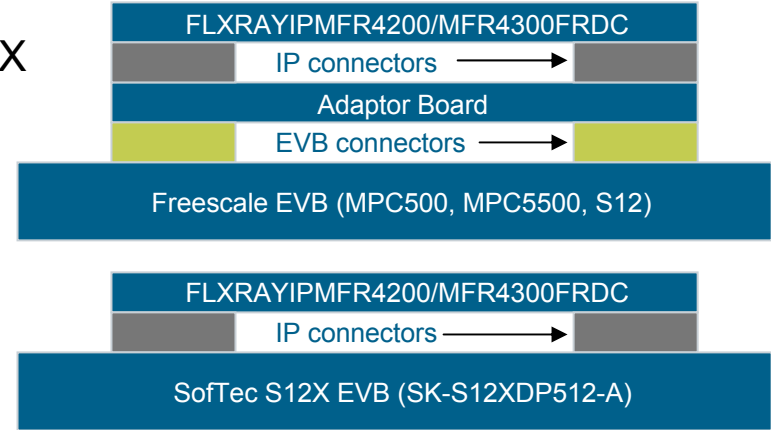 FLXRAYIPMFR4200/MFR4300FRDC
X
IP connectors
Adaptor Board
EVB connectors
Freescale EVB (MPC500, MPC5500, S12)
FLXRAYIPMFR4200/MFR4300FRDC
IP connectors
SofTec S12X EVB (SK-S12XDP512-A)